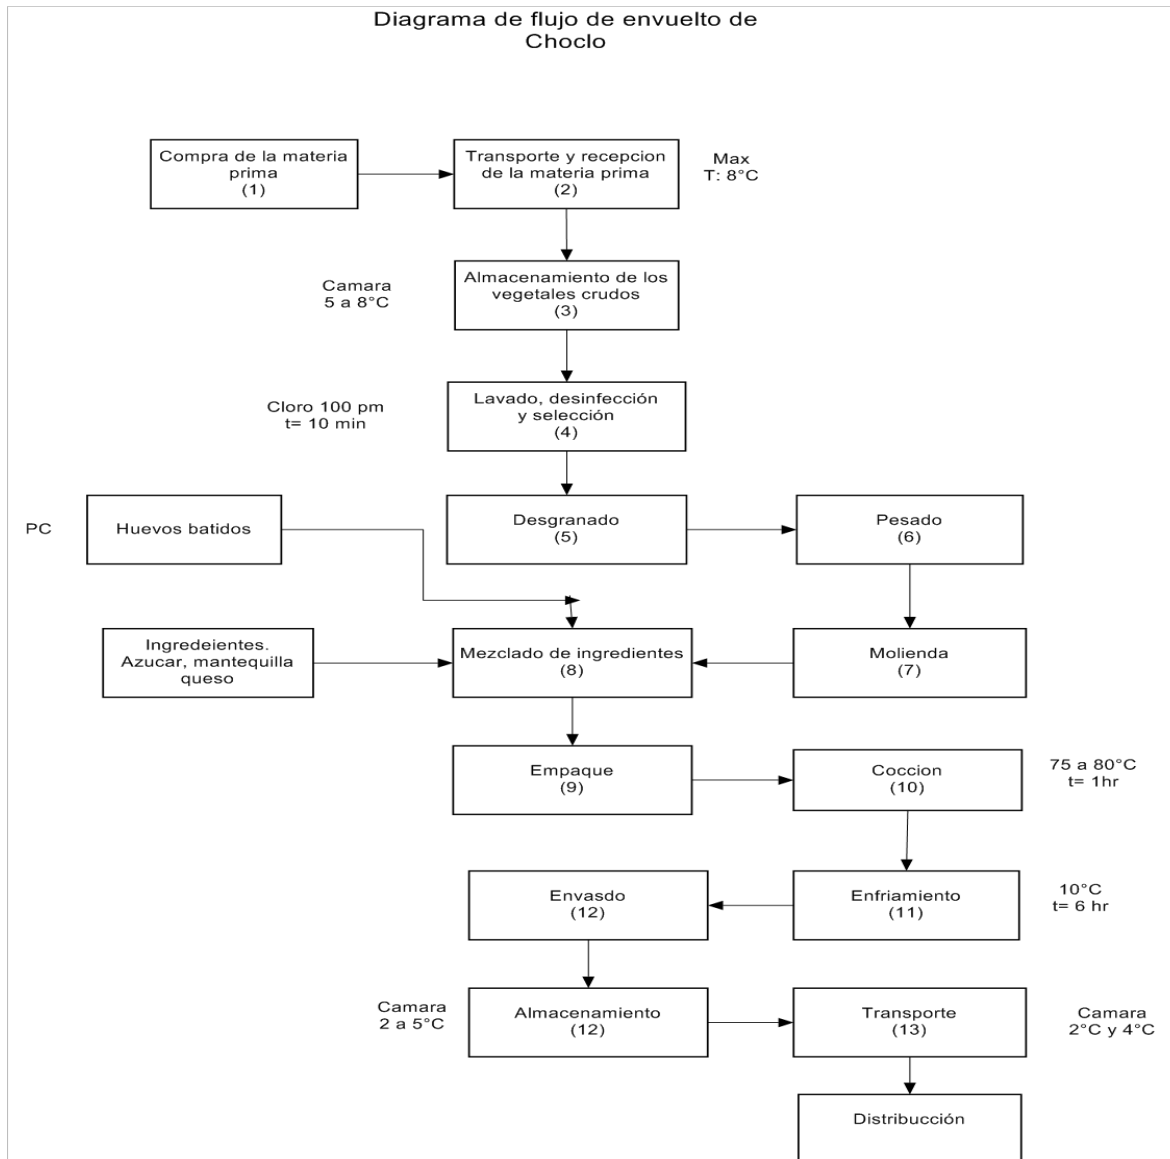 Diagrama de flujo de envuelto de
Choclo
Compra de la materia
prima
(1)
Transporte y recepcion
de la materia prima
(2)
Max
T: 8°C
Camara
5 a 8°C
Almacenamiento de los
vegetales crudos
(3)
Cloro 100 pm
t= 10 min
Lavado, desinfección
y selección
(4)
PC
Huevos batidos
Desgranado
(5)
Pesado
(6)
Ingredeientes.
Azucar, mantequilla
queso
Mezclado de ingredientes
(8)
Molienda
(7)
Empaque
(9)
Coccion
(10)
75 a 80°C
t= 1hr
Envasdo
(12)
Enfriamiento
(11)
10°C
t= 6 hr
Camara
2 a 5°C
Almacenamiento
(12)
Transporte
(13)
Camara
2°C y 4°C
Distribucción